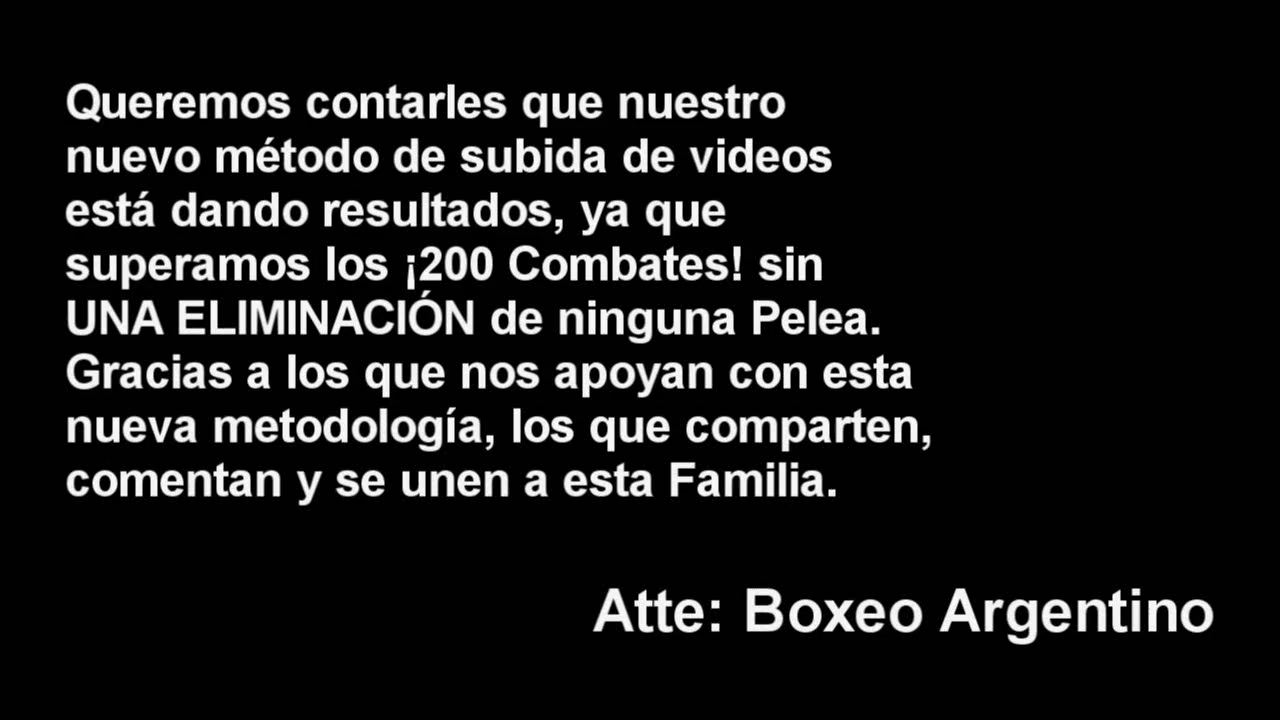 Queremos contarles que nuestro
nuevo método de subida de videos
está dando resultados, ya que
superamos los ¡200 Combates! sin
UNA ELIMINACIÓN de ninguna Pelea.
Gracias a los que nos apoyan con esta
nueva metodología, los que comparten,
comentan y se unen a esta Familia.
Atte: Boxeo Argentino